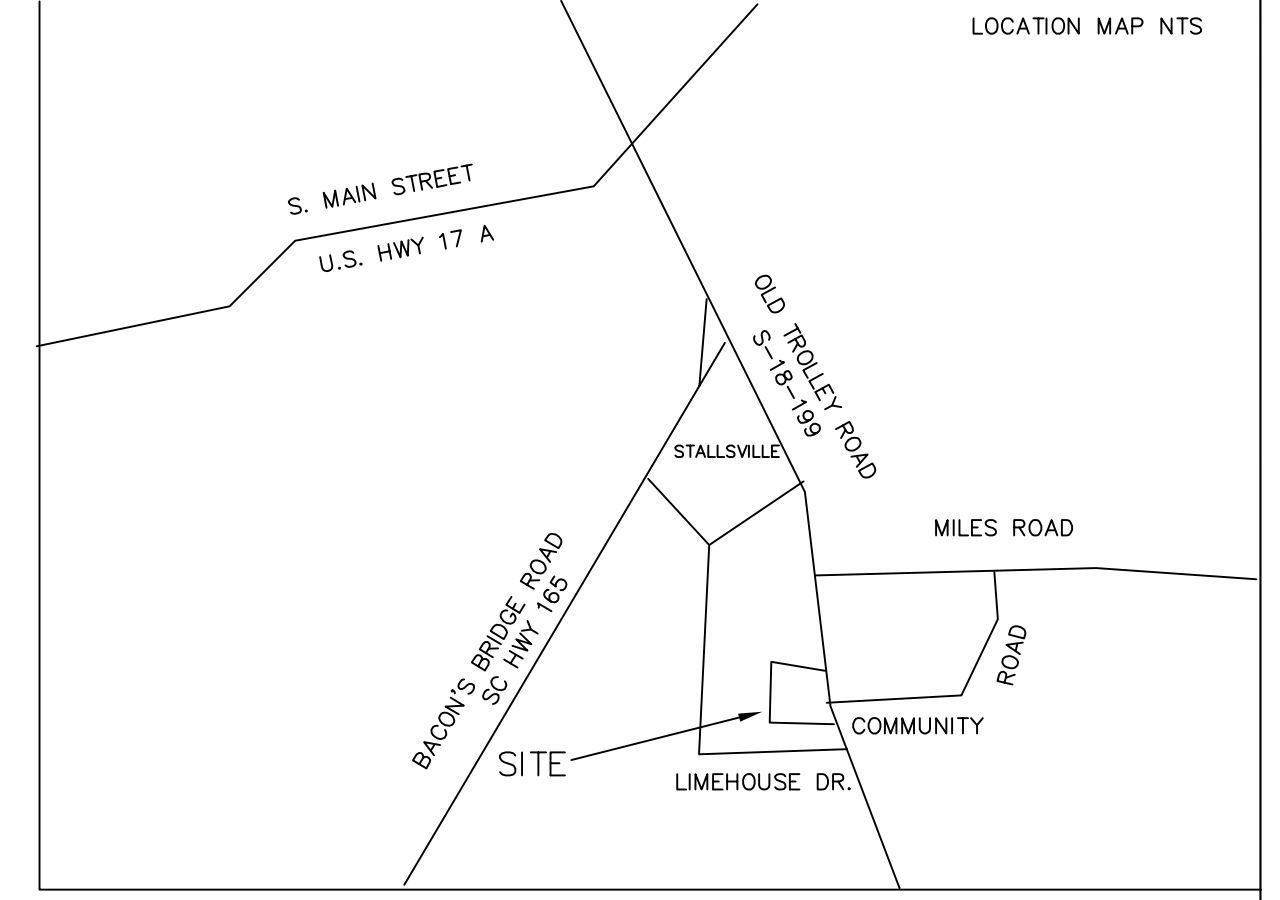 LOCATION MAP NTS
S. MAIN STREET
U.S. HWY 17 A
OLD TROLLEY ROAD
S-18-199
STALLSVILLE
MILES ROAD
BACON'S BRIDGE ROAD
SC HWY 165
ROAD
COMMUNITY
SITE
LIMEHOUSE DR.